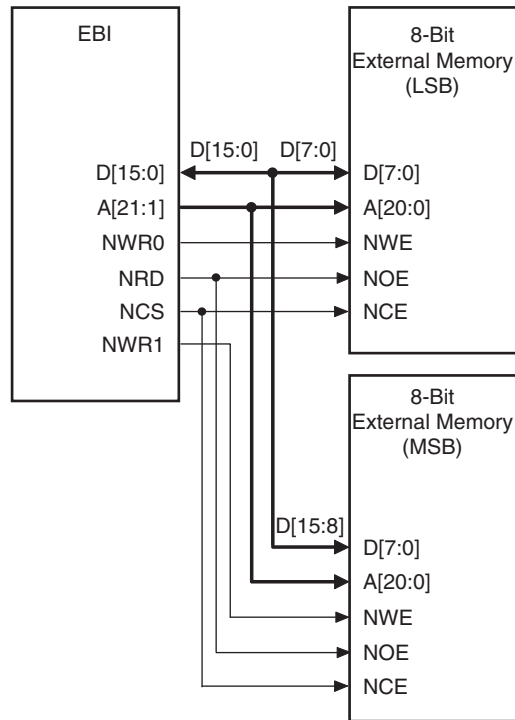 EBI
D[15:0]
A[21:1]
NWR0
NRD
NCS
NWR1
D[15:0]
D[7:0]
8-Bit
External Memory
(LSB)
D[7:0]
A[20:0]
NWE
NOE
NCE
8-Bit
External Memory
(MSB)
D[15:8]
D[7:0]
A[20:0]
NWE
NOE
NCE